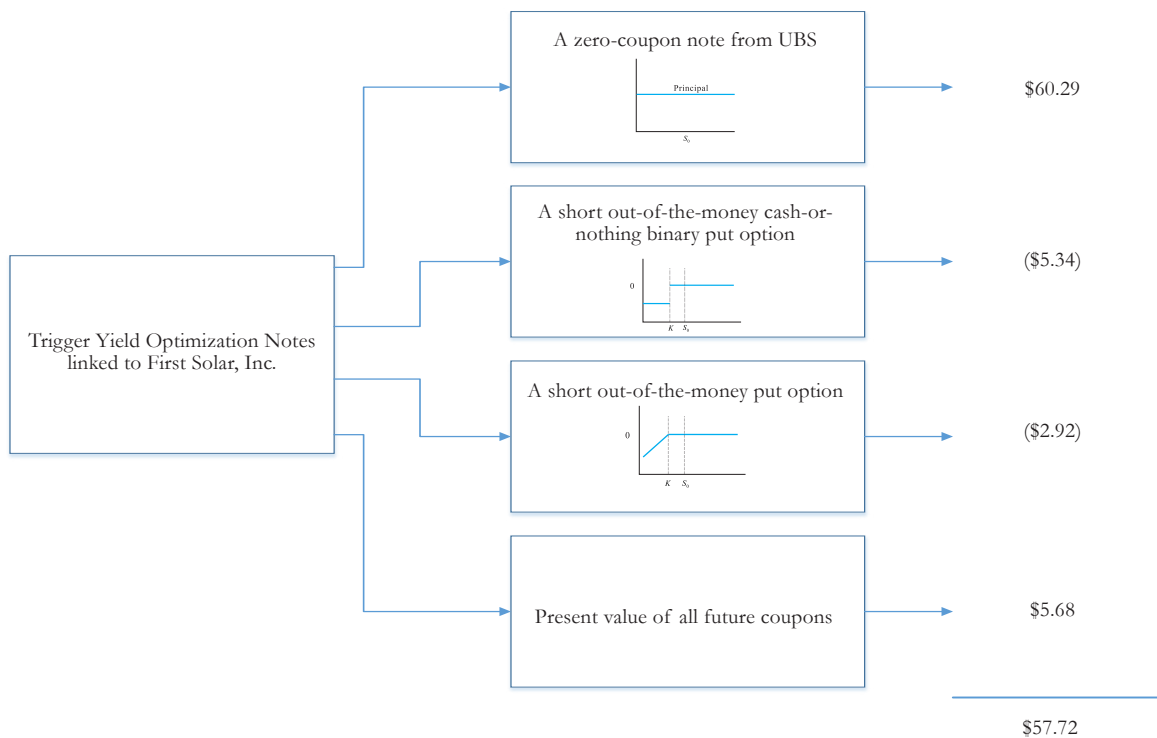 A zero-coupon note from UBS
Principal
S0
$60.29
A short out-of-the-money cash-or-
nothing binary put option
0
K S0
($5.34)
Trigger Yield Optimization Notes
linked to First Solar, Inc.
A short out-of-the-money put option
0
K S0
($2.92)
Present value of all future coupons
$5.68
$57.72